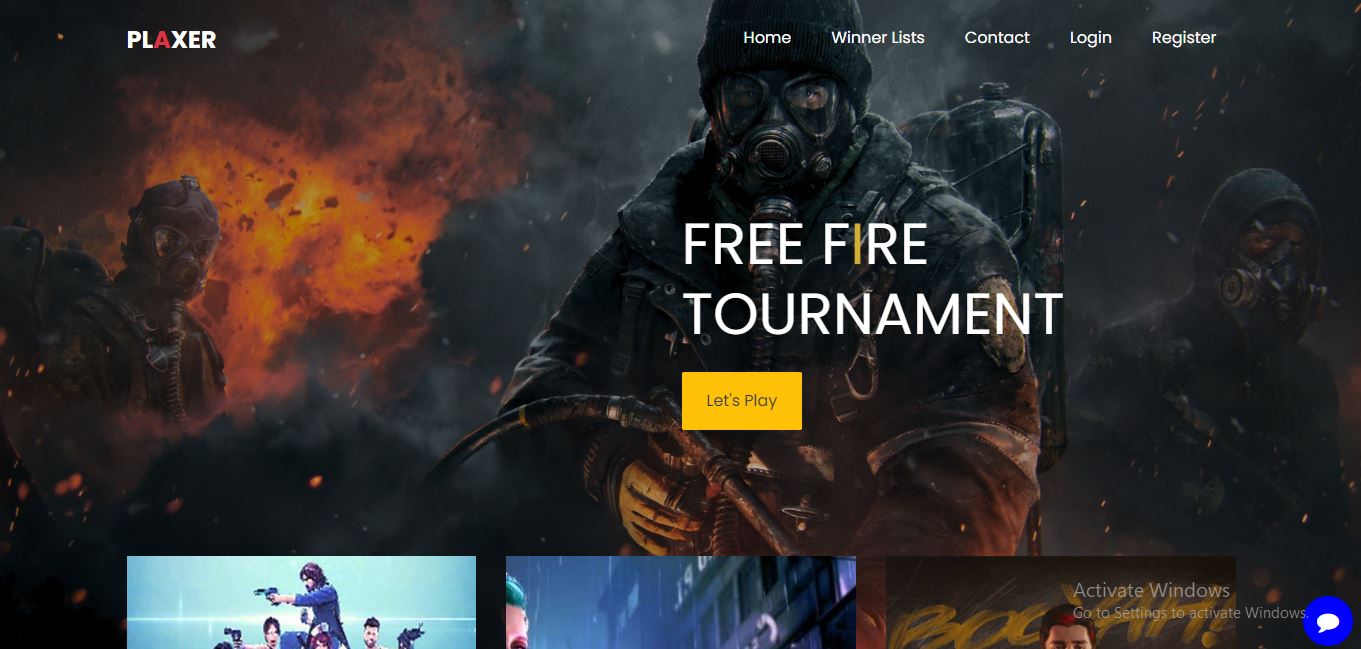 PLAXER
Home Winner Lists Contact Login Register
FREE FIRE
TOURNAMENT
Let's Play
Activate Windows
Go to Settings to activate Windows.